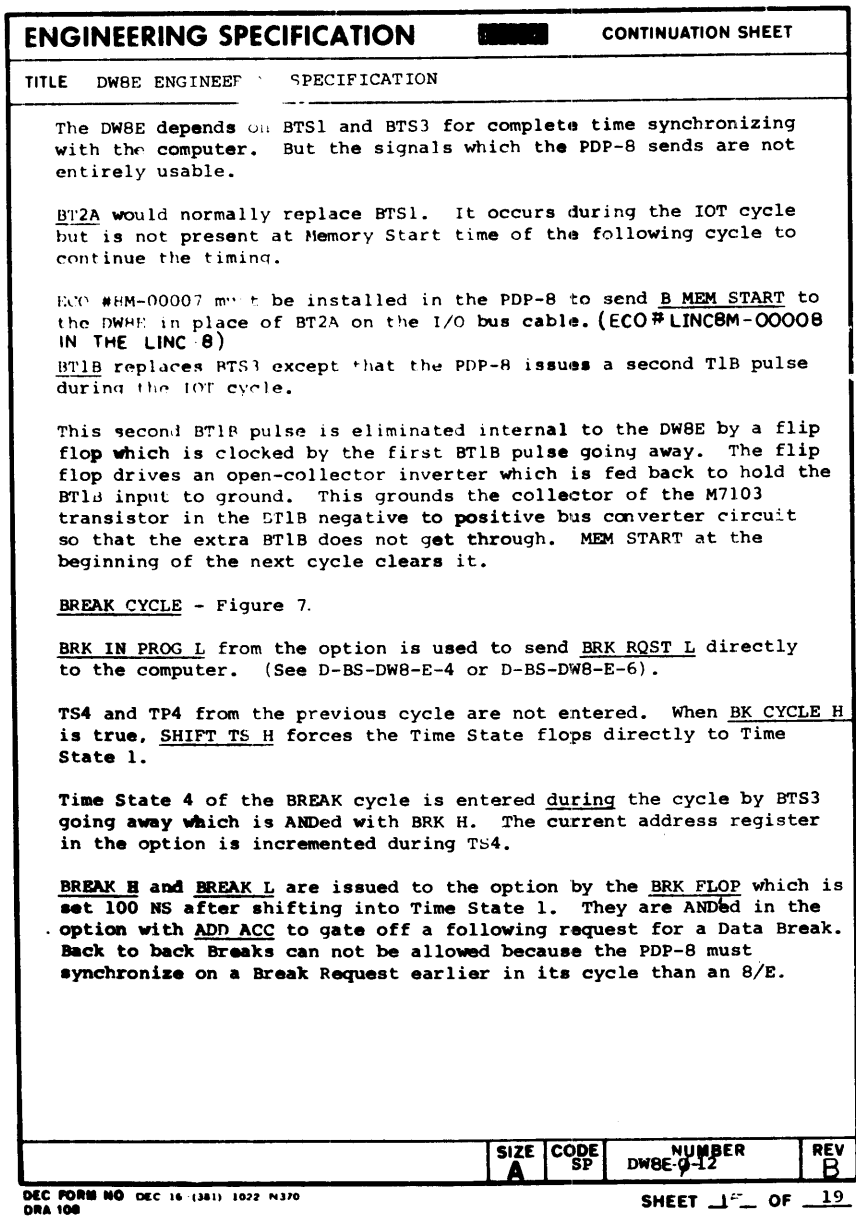 ENGINEERING SPECIFICATION CONTINUATION SHEET
TITLE DW8E ENGINEER SPECIFICATION
The DW8E depends on BTS1 and BTS3 for complete time synchronizing
with the computer. But the signals which the PDP-8 sends are not
entirely usable.
BT2A would normally replace BTS1. It occurs during the IOT cycle
but is not present at Memory Start time of the following cycle to
continue the timing.
ECO #8M-00007 must be installed in the PDP-8 to send B MEM START to
the DW8E in place of BT2A on the I/O bus cable. (ECO # LINC8M-00008
IN THE LINC 8)
BT1B replaces BTS3 except that the PDP-8 issues a second T1B pulse
during the IOT cycle.
This second BT1B pulse is eliminated internal to the DW8E by a flip
flop which is clocked by the first BT1B pulse going away. The flip
flop drives an open-collector inverter which is fed back to hold the
BT1B input to ground. This grounds the collector of the M7103
transistor in the BT1B negative to positive bus converter circuit
so that the extra BT1B does not get through. MEM START at the
beginning of the next cycle clears it.
BREAK CYCLE - Figure 7.
BRK IN PROG L from the option is used to send BRK RQST L directly
to the computer. (See D-BS-DW8-E-4 or D-BS-DW8-E-6).
TS4 and TP4 from the previous cycle are not entered. When BK CYCLE H
is true, SHIFT TS H forces the Time State flops directly to Time
State 1.
Time State 4 of the BREAK cycle is entered during the cycle by BTS3
going away which is ANDed with BRK H. The current address register
in the option is incremented during TS4.
BREAK H and BREAK L are issued to the option by the BRK FLOP which is
set 100 NS after shifting into Time State 1. They are ANDed in the
option with ADD ACC to gate off a following request for a Data Break.
Back to back Breaks can not be allowed because the PDP-8 must
synchronize on a Break Request earlier in its cycle than an 8/E.
SIZE CODE NUMBER REV
A SP DW8E-0-12 B
DEC FORM NO DEC 16-(381)-1022-N370
DRA 108
SHEET OF 19